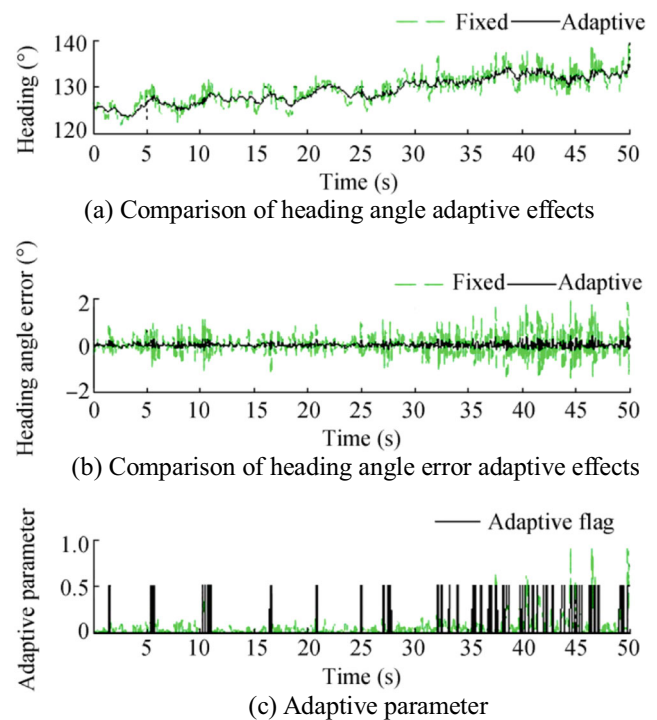 Fixed Adaptive
Heading (°)
140
130
120
0 5 10 15 20 25 30 35 40 45 50
Time (s)
(a) Comparison of heading angle adaptive effects
Fixed Adaptive
Heading angle error (°)
2
0
−2
0 5 10 15 20 25 30 35 40 45 50
Time (s)
(b) Comparison of heading angle error adaptive effects
Adaptive flag
Adaptive parameter
1.0
0.5
0
0 5 10 15 20 25 30 35 40 45 50
Time (s)
(c) Adaptive parameter